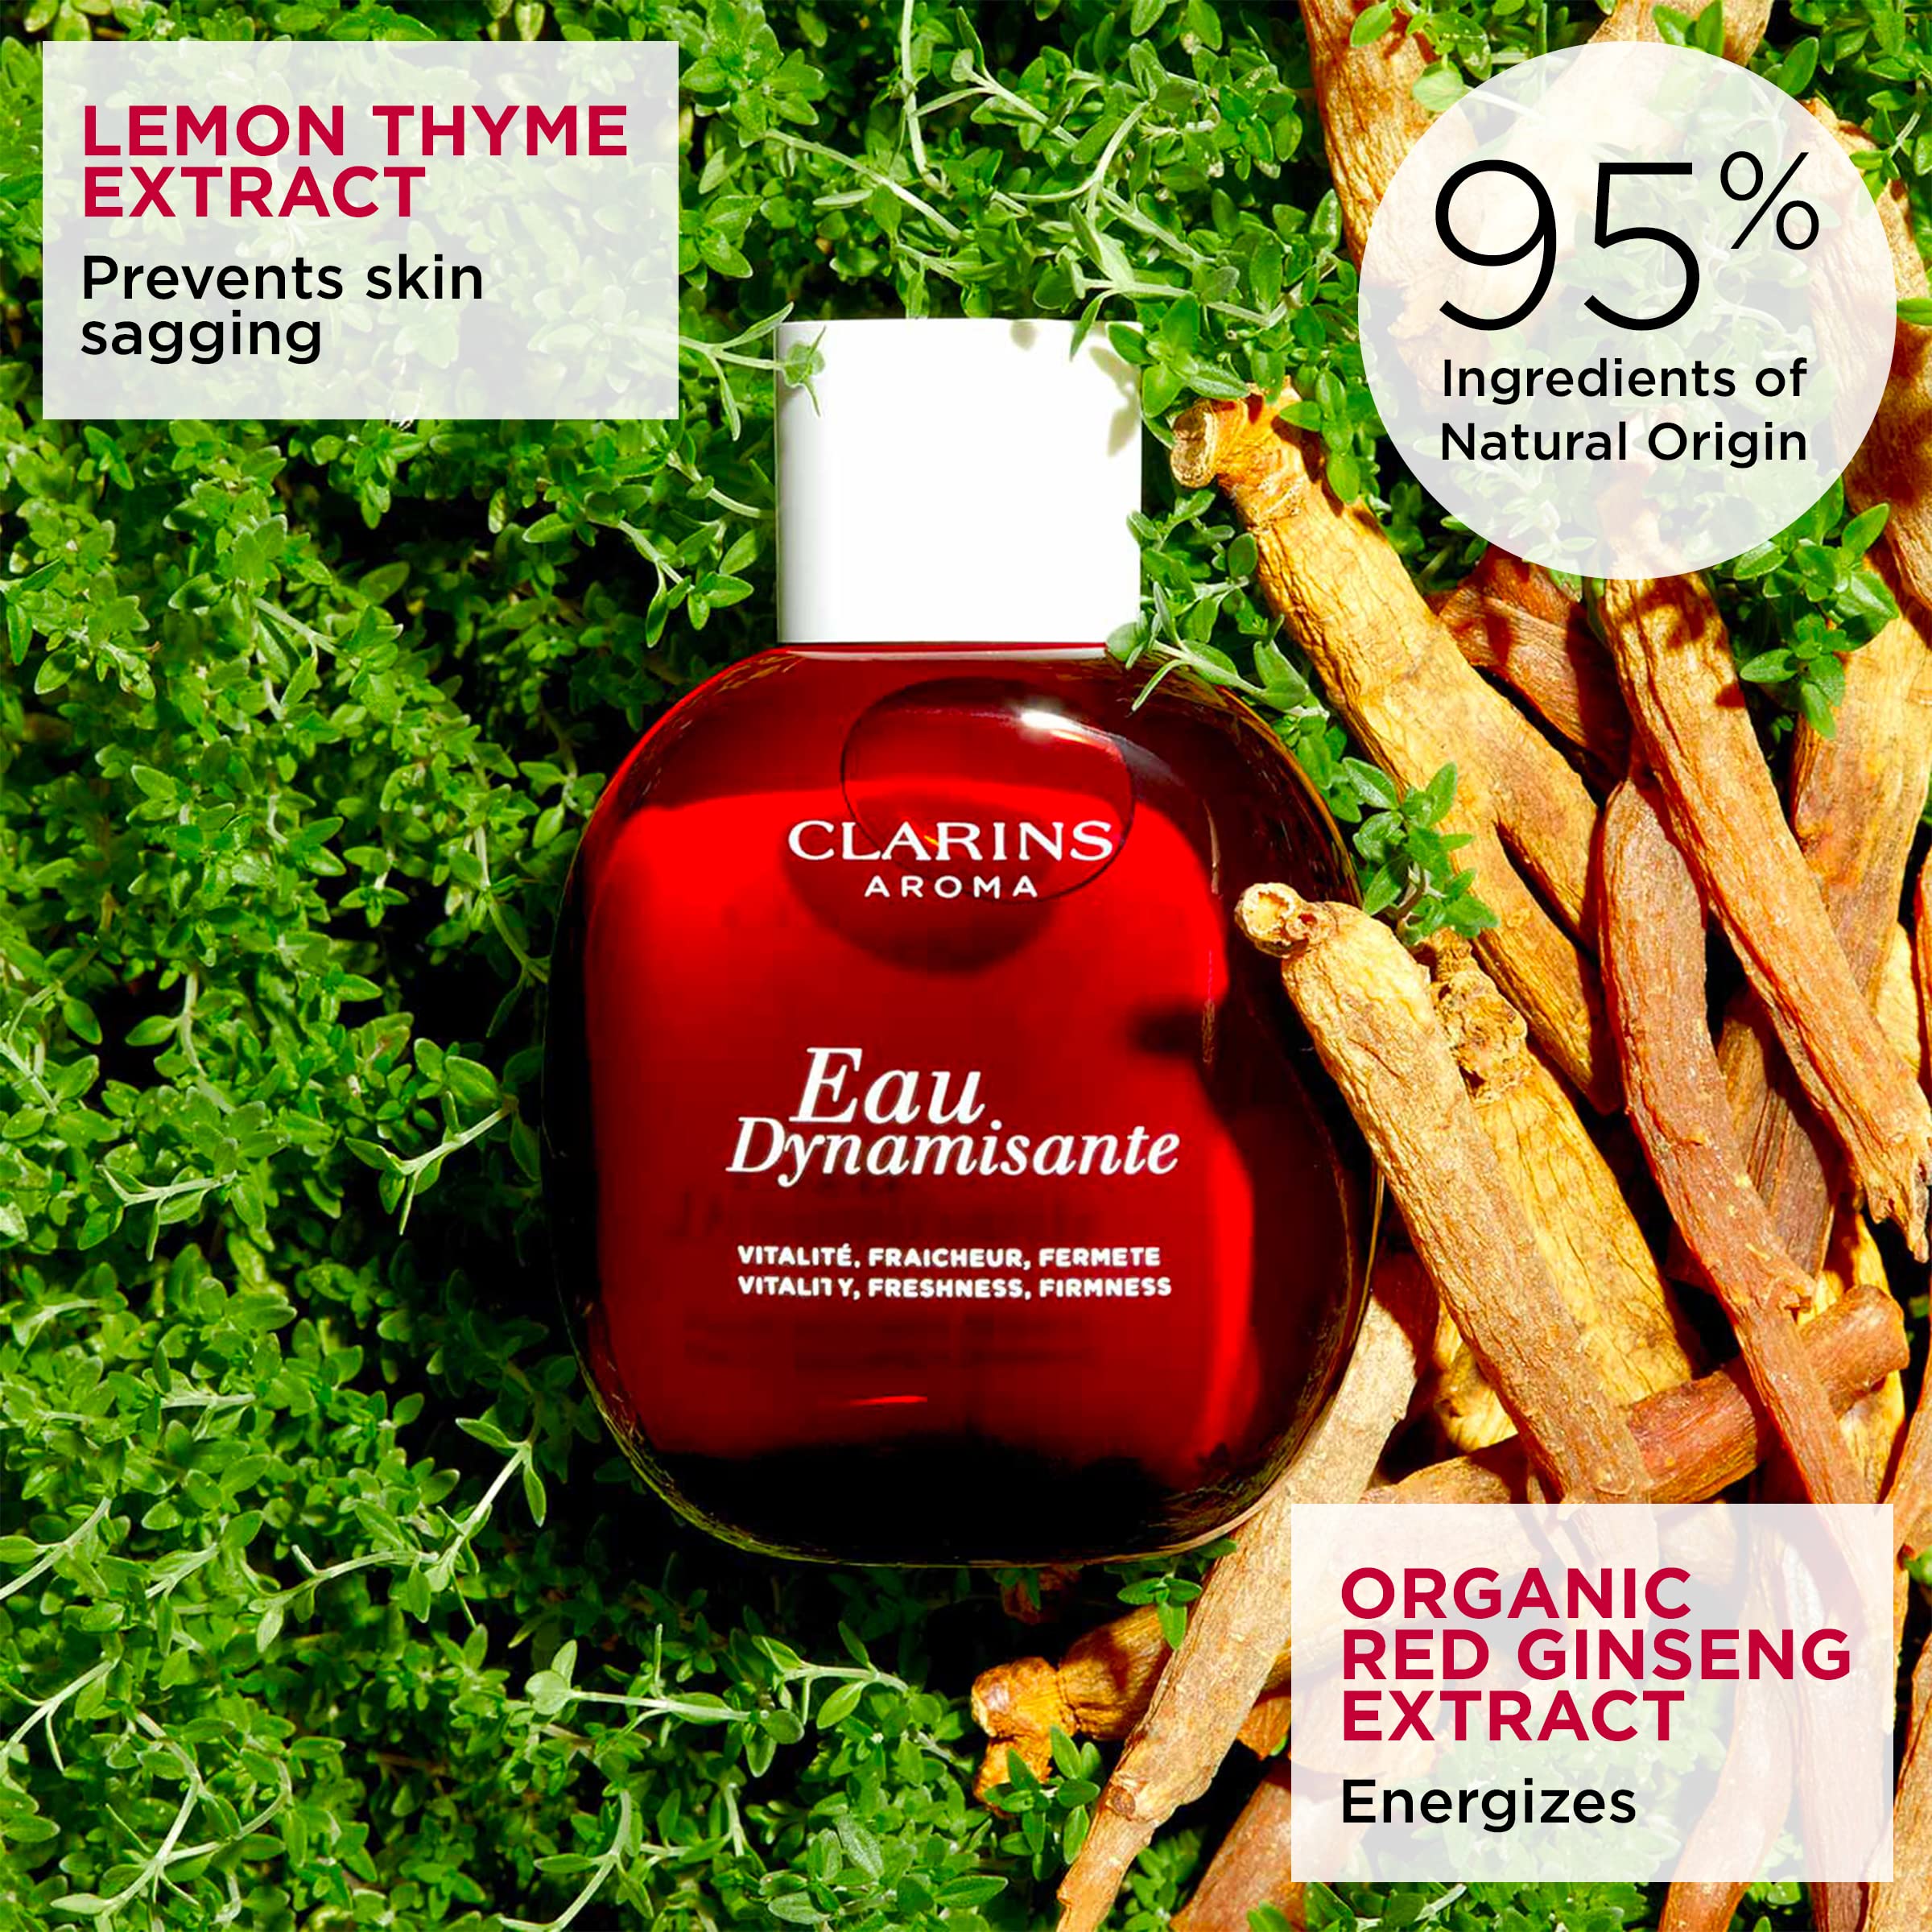 LEMON THYME
EXTRACT
Prevents skin
sagging
95%
Ingredients of
Natural Origin
CLARINS
AROMA
Eau
Dynamisante
VITALITÉ, FRAICHEUR, FERMETE
VITALITY, FRESHNESS, FIRMNESS
ORGANIC
RED GINSENG
EXTRACT
Energizes